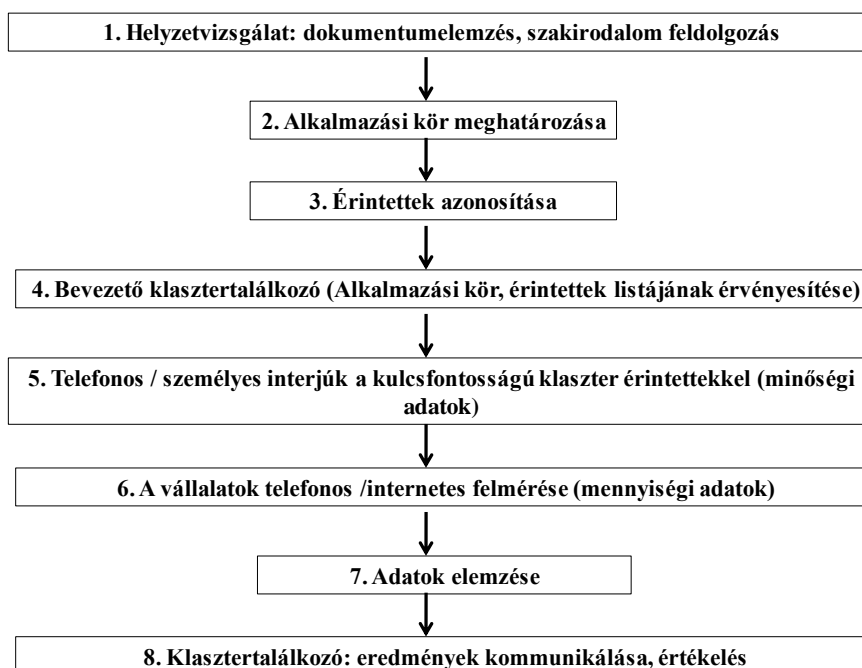 1. Helyzetvizsgálat: dokumentumelemzés, szakirodalom feldolgozás
2. Alkalmazási kör meghatározása
3. Érintettek azonosítása
4. Bevezető klasztertalálkozó (Alkalmazási kör, érintettek listájának érvényesítése)
5. Telefonos / személyes interjúk a kulcsfontosságú klaszter érintettekkel (minőségi
adatok)
6. A vállalatok telefonos /internetes felmérése (mennyiségi adatok)
7. Adatok elemzése
8. Klasztertalálkozó: eredmények kommunikálása, értékelés